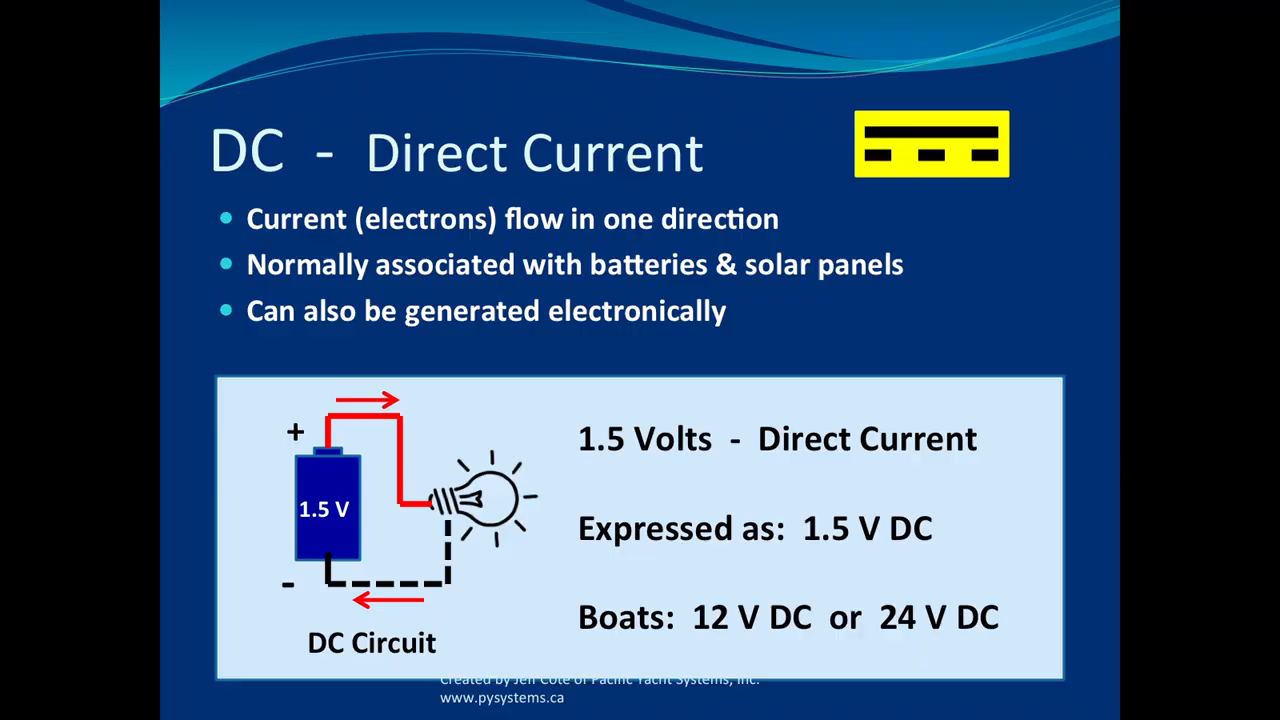 DC - Direct Current
Current (electrons) flow in one direction
Normally associated with batteries & solar panels
Can also be generated electronically
+
1.5 V
-
DC Circuit
1.5 Volts - Direct Current
Expressed as: 1.5 V DC
Boats: 12 V DC or 24 V DC
Created by Jeff Cote of Pacific Yacht Systems, Inc.
www.pysystems.ca